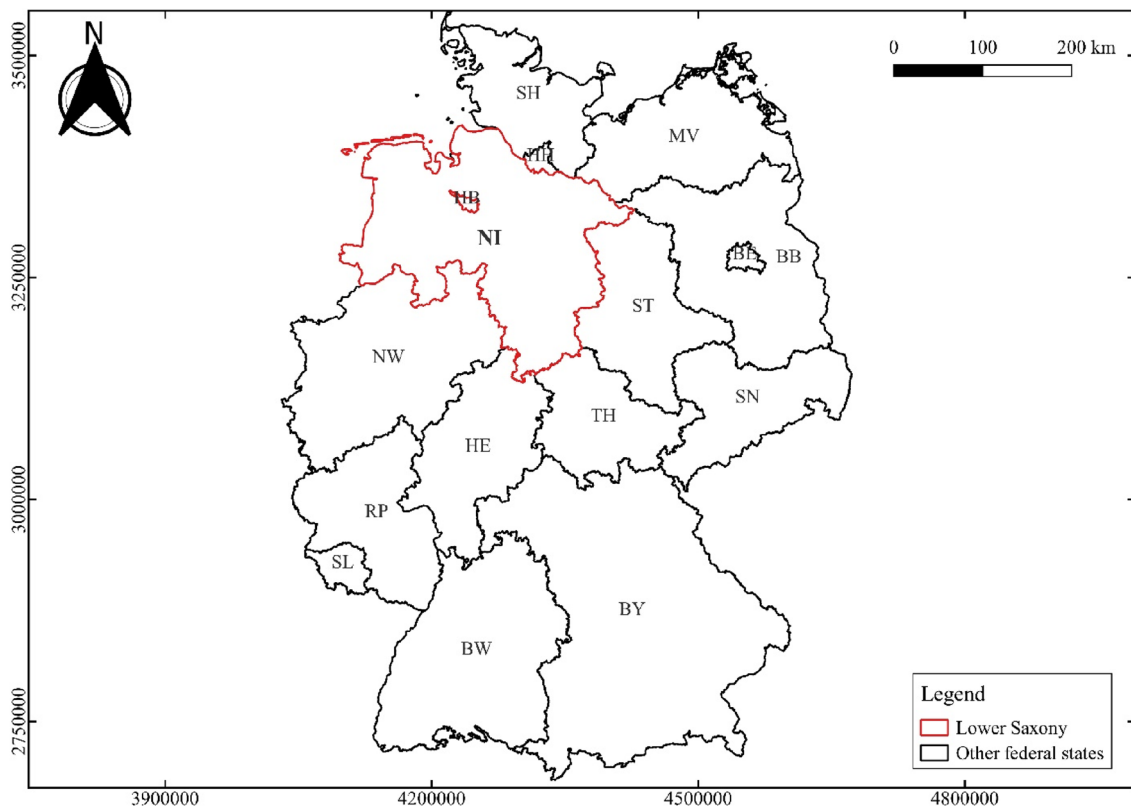 N
0 100 200 km
3500000
3250000
3000000
2750000
SH
MV
HH
HB
NI
BE
BB
ST
NW
SN
TH
HE
RP
SL
BY
BW
Legend
Lower Saxony
Other federal states
3900000 4200000 4500000 4800000